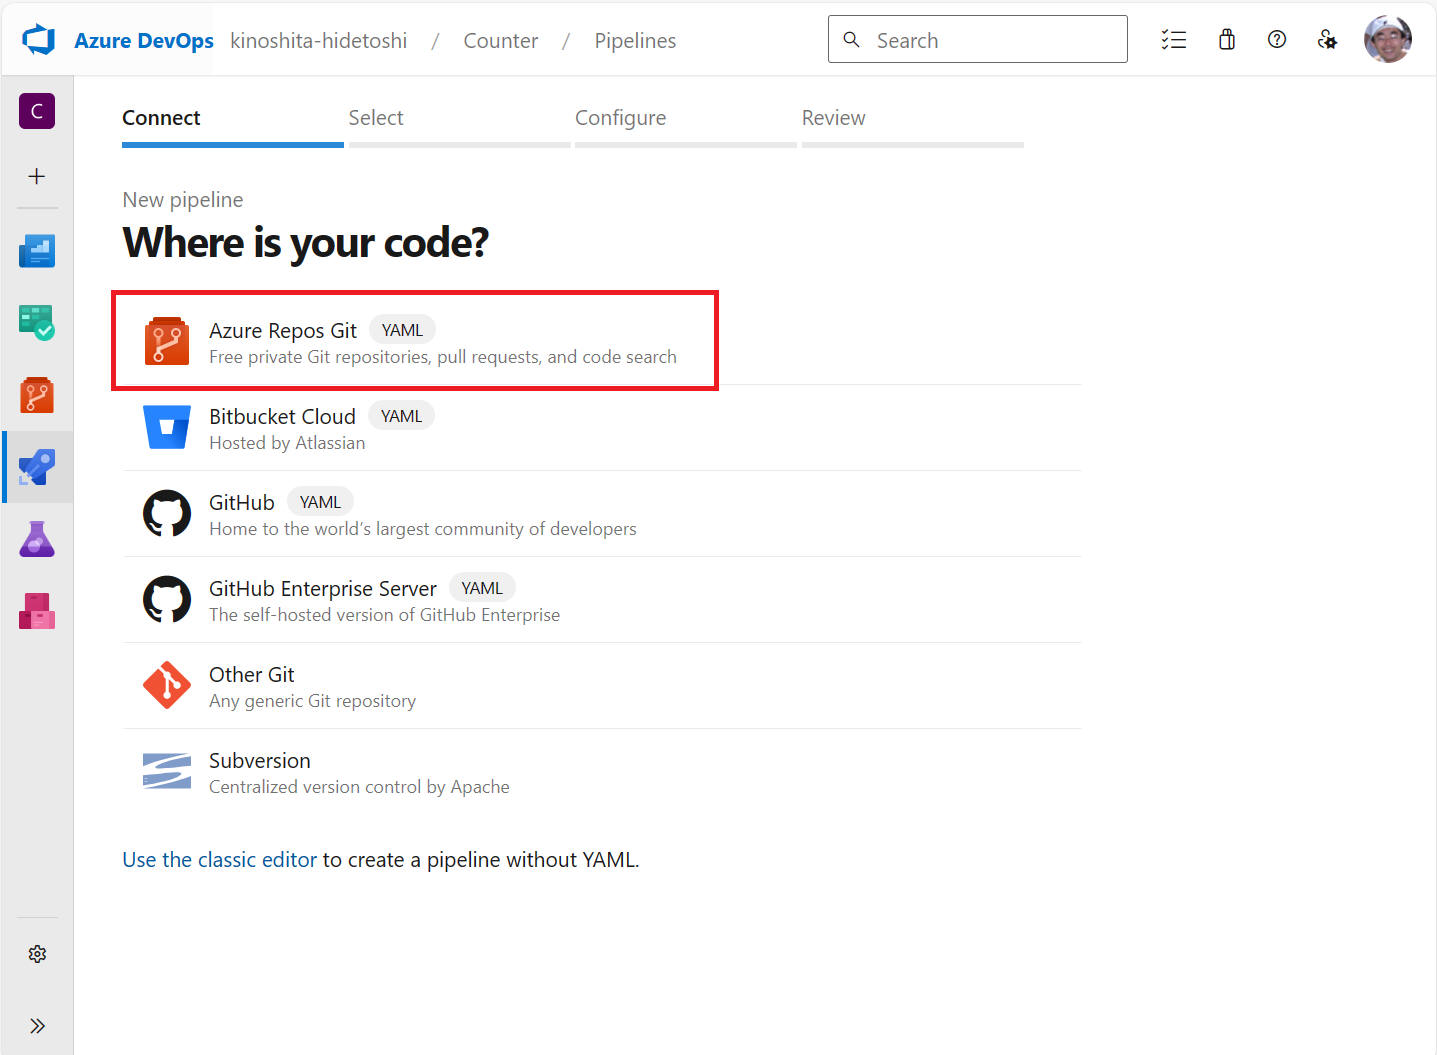 Azure DevOps kinoshita-hidetoshi / Counter / Pipelines Search
C
Connect Select Configure Review
New pipeline
Where is your code?
Azure Repos Git YAML
Free private Git repositories, pull requests, and code search
Bitbucket Cloud YAML
Hosted by Atlassian
GitHub YAML
Home to the world’s largest community of developers
GitHub Enterprise Server YAML
The self-hosted version of GitHub Enterprise
Other Git
Any generic Git repository
Subversion
Centralized version control by Apache
Use the classic editor to create a pipeline without YAML.